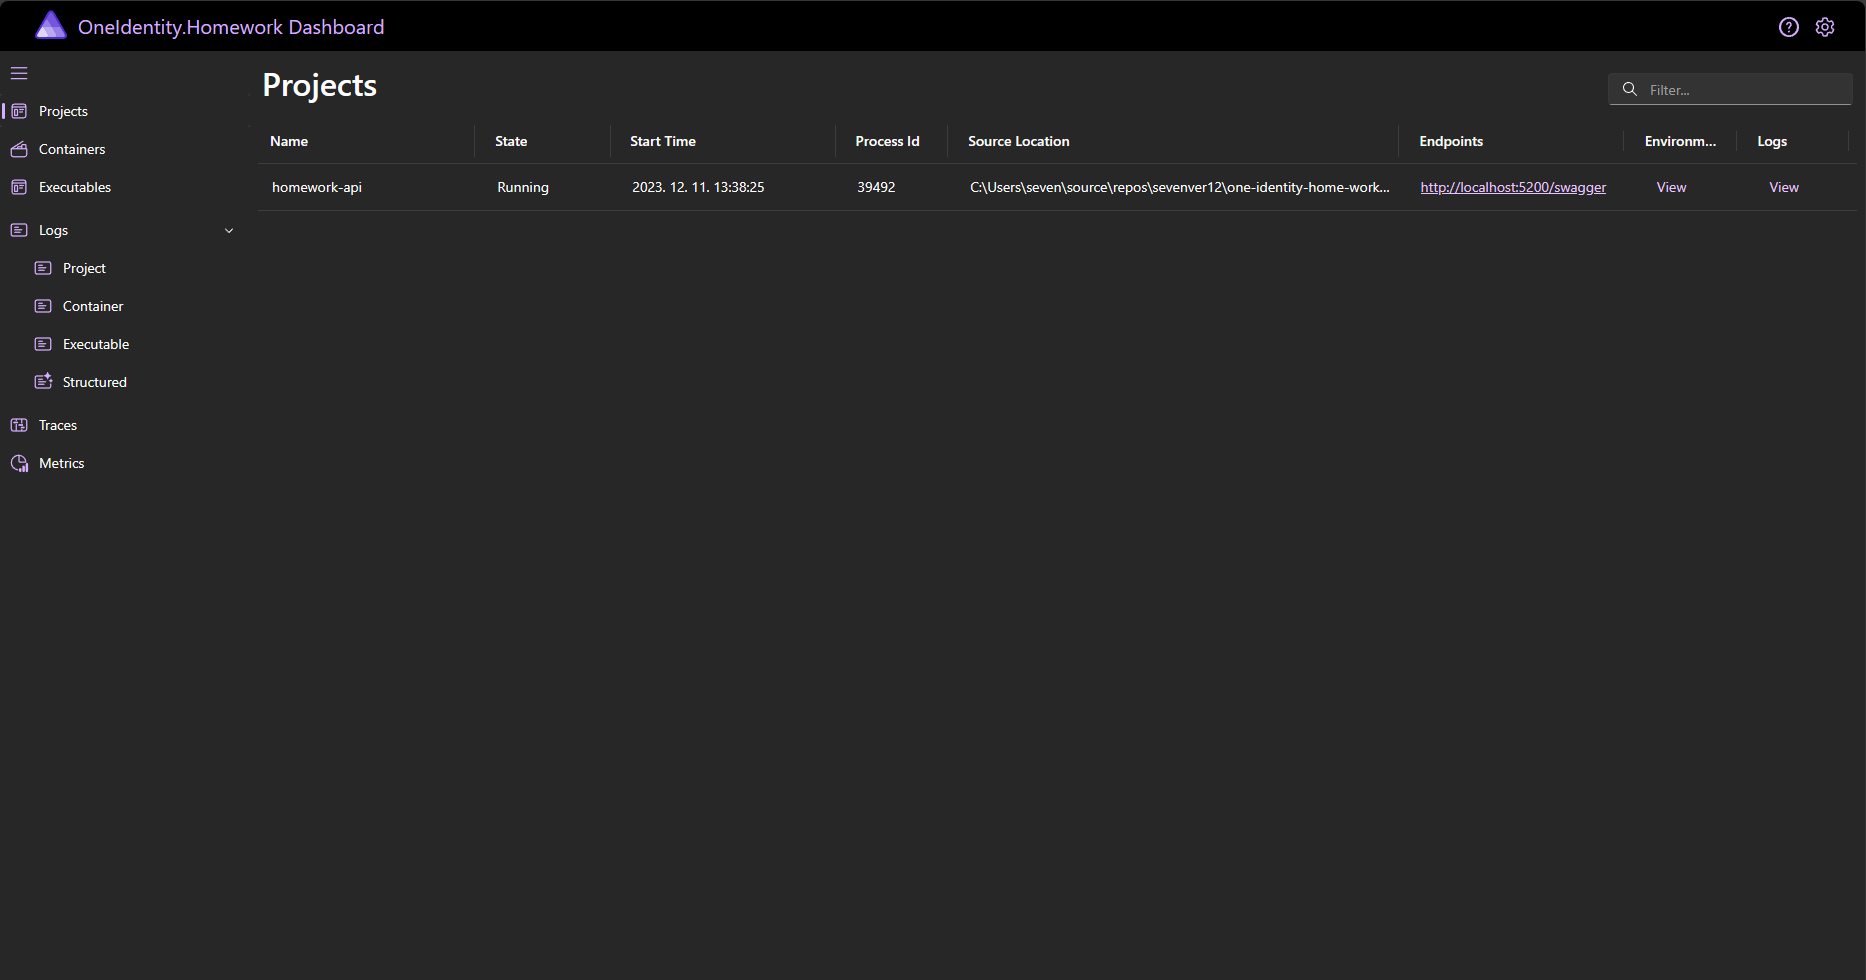 OneIdentity.Homework Dashboard
Projects
Containers
Executables
Logs
Project
Container
Executable
Structured
Traces
Metrics
Projects
Filter...
Name State Start Time Process Id Source Location Endpoints Environm... Logs
homework-api Running 2023. 12. 11. 13:38:25 39492 C:\Users\seven\source\repos\sevenver12\one-identity-home-work... http://localhost:5200/swagger View View